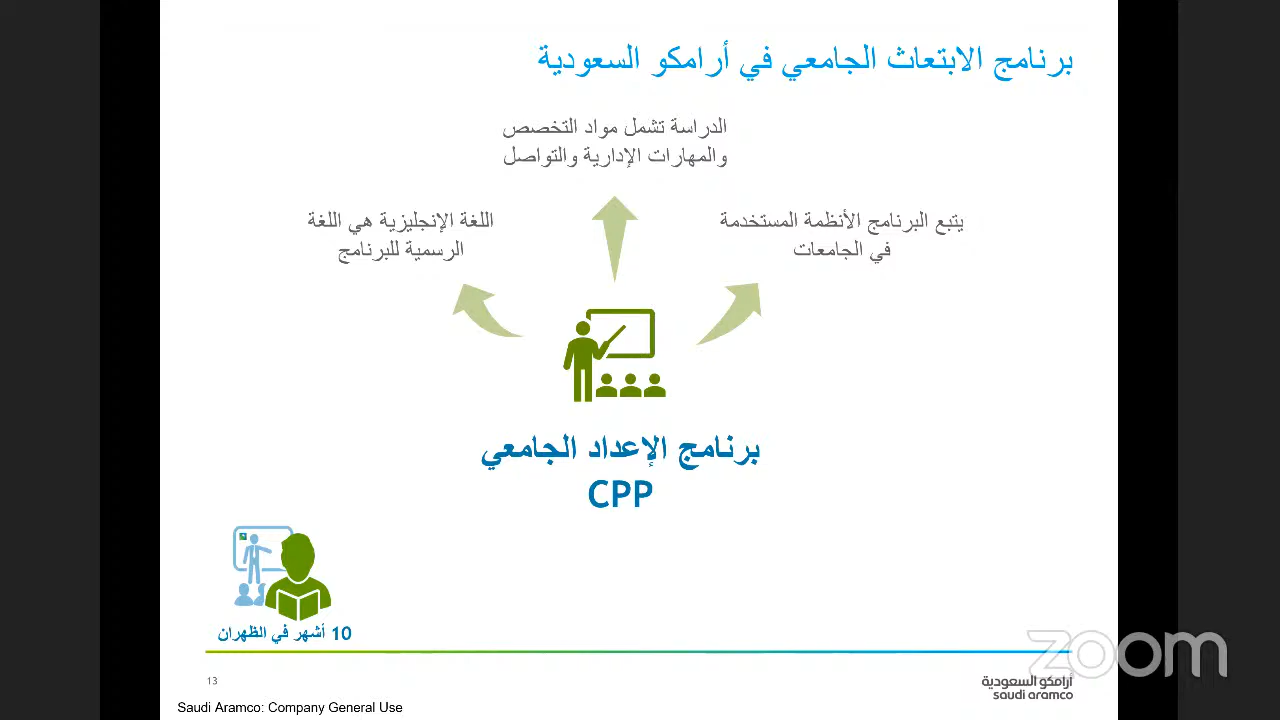 برنامج الابتعاث الجامعي في أرامكو السعودية
الدراسة تشمل مواد التخصص
والمهارات الإدارية والتواصل
يتبع البرنامج الأنظمة المستخدمة
في الجامعات
اللغة الإنجليزية هي اللغة
الرسمية للبرنامج
برنامج الإعداد الجامعي
CPP
10 أشهر في الظهران
zoom
أرامكو السعودية
saudi aramco
13
Saudi Aramco: Company General Use